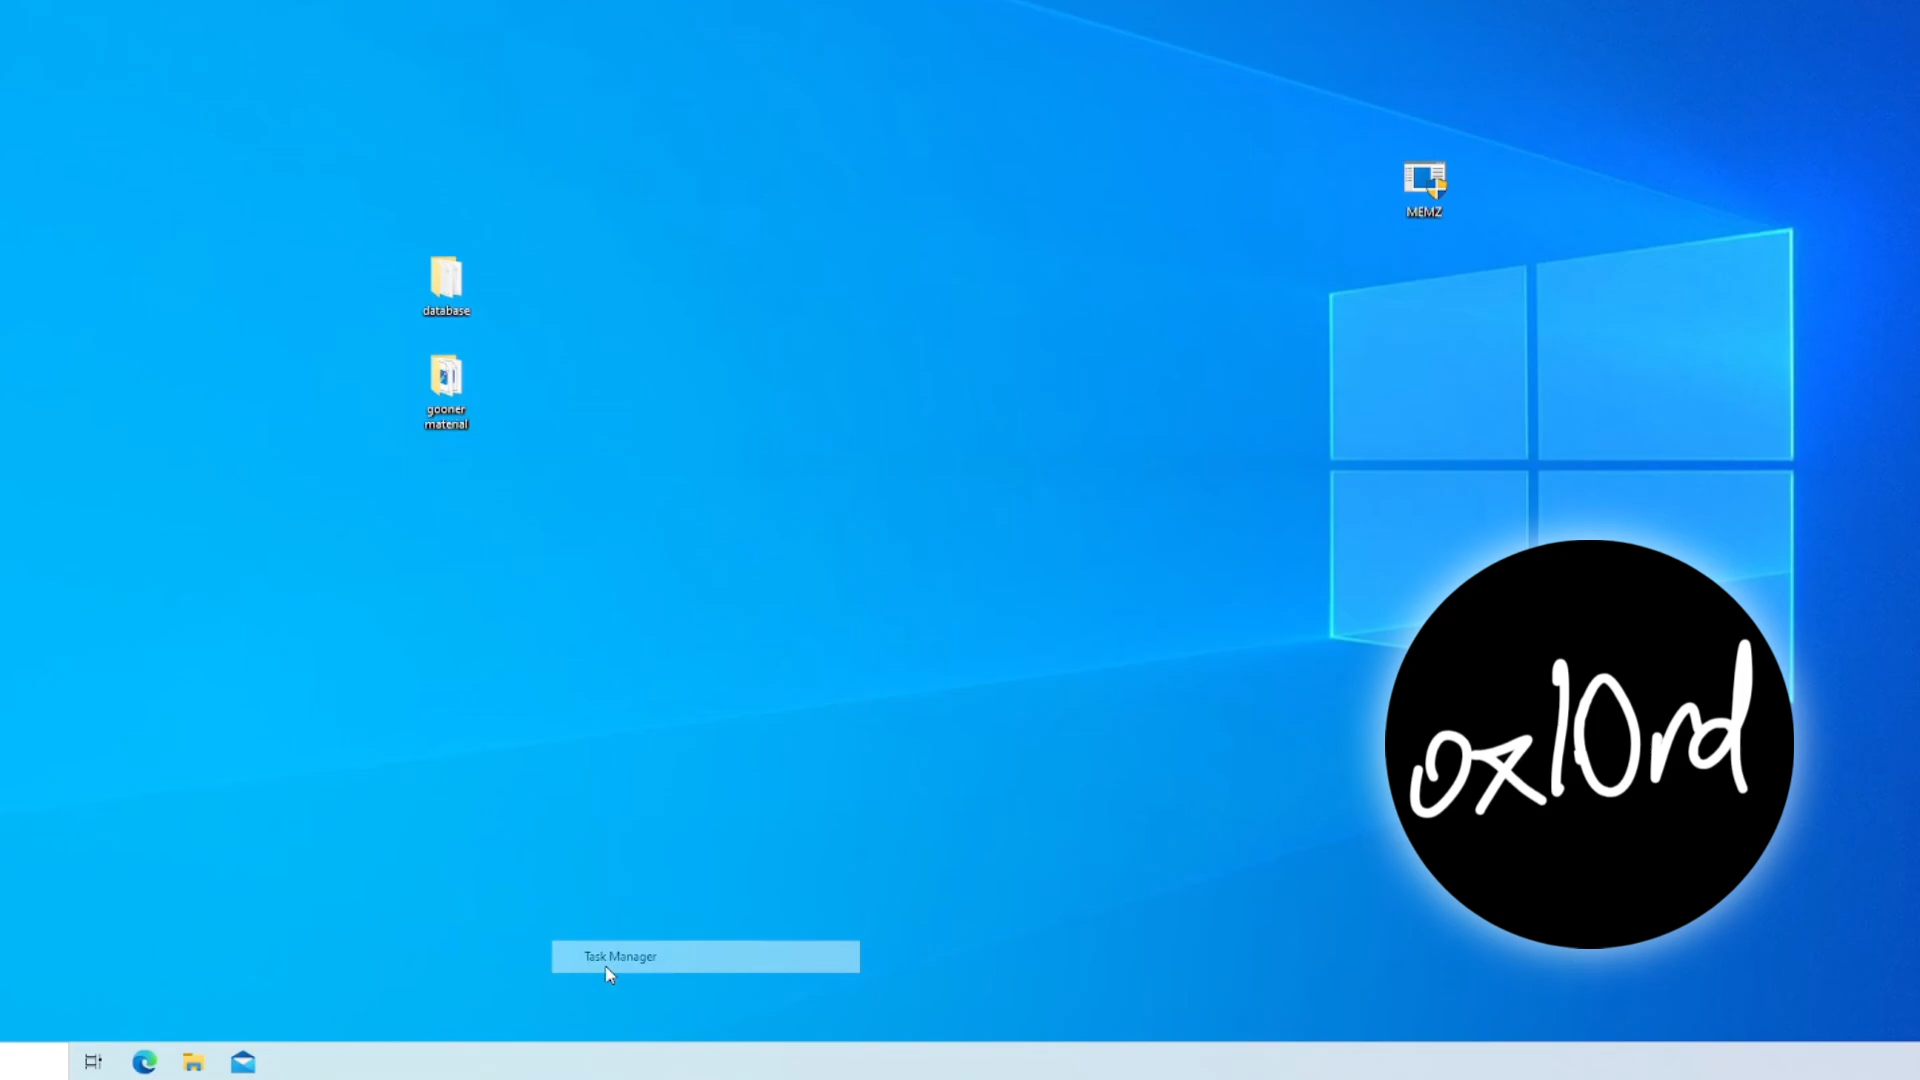 MEMZ
database
gooner
material
0x10rd
Task Manager